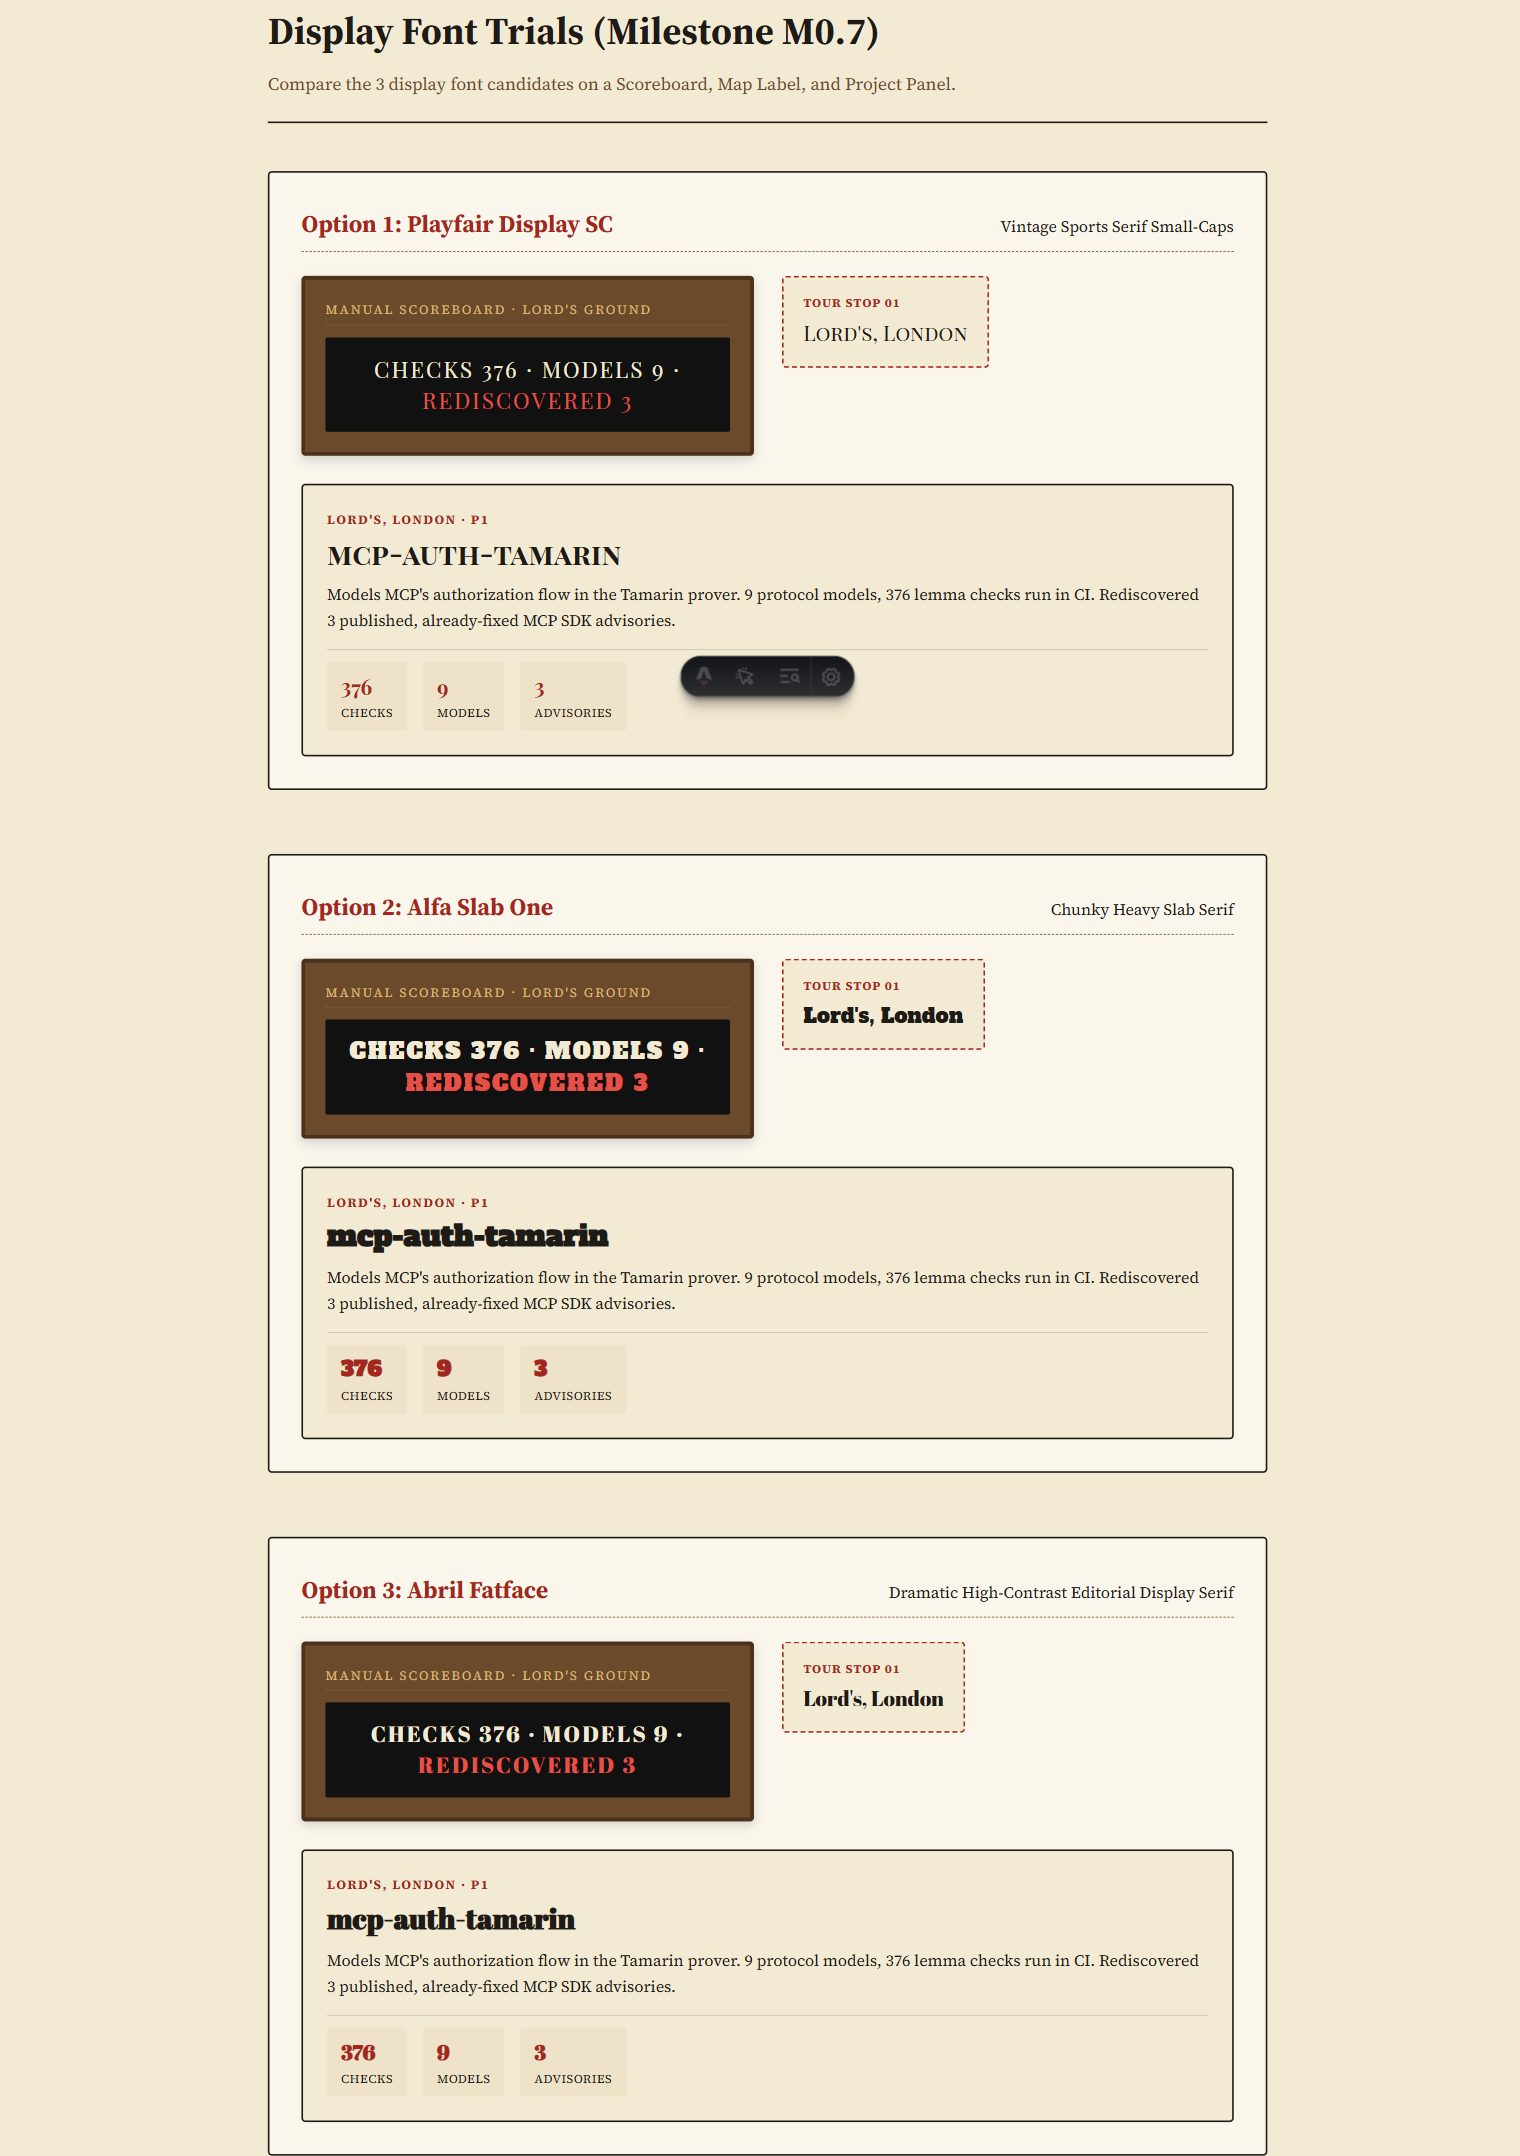 Display Font Trials (Milestone M0.7)
Compare the 3 display font candidates on a Scoreboard, Map Label, and Project Panel.
Option 1: Playfair Display SC
Vintage Sports Serif Small-Caps
MANUAL SCOREBOARD · LORD'S GROUND
CHECKS 376 · MODELS 9 ·
REDISCOVERED 3
TOUR STOP 01
LORD'S, LONDON
LORD'S, LONDON · P1
MCP-AUTH-TAMARIN
Models MCP's authorization flow in the Tamarin prover. 9 protocol models, 376 lemma checks run in CI. Rediscovered
3 published, already-fixed MCP SDK advisories.
376
CHECKS
9
MODELS
3
ADVISORIES
Option 2: Alfa Slab One
Chunky Heavy Slab Serif
MANUAL SCOREBOARD · LORD'S GROUND
CHECKS 376 · MODELS 9 ·
REDISCOVERED 3
TOUR STOP 01
Lord's, London
LORD'S, LONDON · P1
mcp-auth-tamarin
Models MCP's authorization flow in the Tamarin prover. 9 protocol models, 376 lemma checks run in CI. Rediscovered
3 published, already-fixed MCP SDK advisories.
376
CHECKS
9
MODELS
3
ADVISORIES
Option 3: Abril Fatface
Dramatic High-Contrast Editorial Display Serif
MANUAL SCOREBOARD · LORD'S GROUND
CHECKS 376 · MODELS 9 ·
REDISCOVERED 3
TOUR STOP 01
Lord's, London
LORD'S, LONDON · P1
mcp-auth-tamarin
Models MCP's authorization flow in the Tamarin prover. 9 protocol models, 376 lemma checks run in CI. Rediscovered
3 published, already-fixed MCP SDK advisories.
376
CHECKS
9
MODELS
3
ADVISORIES